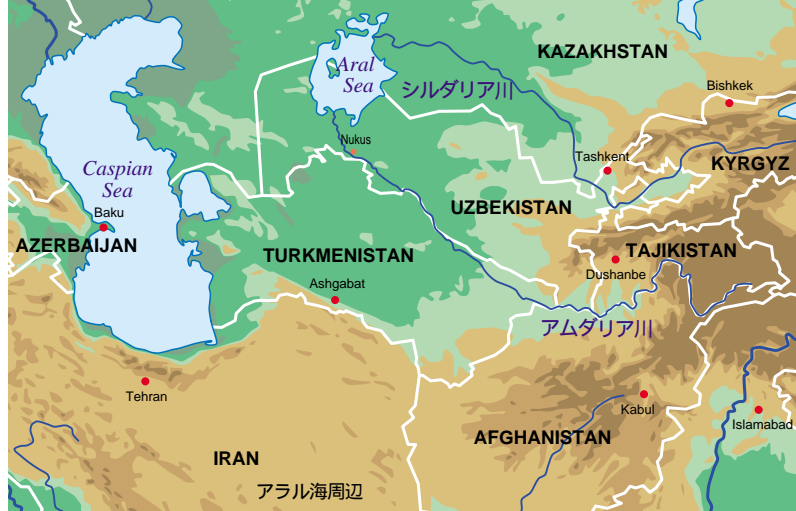 KAZAKHSTAN
Aral
Sea
シルダリア川
Bishkek
Nukus
Tashkent
KYRGYZ
Caspian
Sea
Baku
UZBEKISTAN
AZERBAIJAN
TURKMENISTAN
TAJIKISTAN
Dushanbe
Ashgabat
アムダリア川
Tehran
Kabul
Islamabad
AFGHANISTAN
IRAN
アラル海周辺